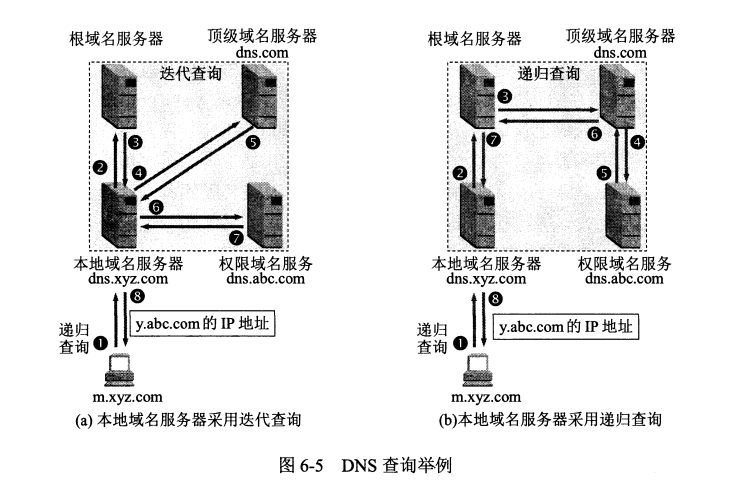 根域名服务器
顶级域名服务器
dns.com
迭代查询
❸
❷
❹
❺
❻
❼
本地域名服务器
dns.xyz.com
权限域名服务
dns.abc.com
❽
y.abc.com 的 IP 地址
递归
查询
❶
m.xyz.com
(a) 本地域名服务器采用迭代查询
根域名服务器
顶级域名服务器
dns.com
递归查询
❸
❻
❼
❹
❷
❺
本地域名服务器
dns.xyz.com
权限域名服务
dns.abc.com
❽
y.abc.com 的 IP 地址
递归
查询
❶
m.xyz.com
(b)本地域名服务器采用递归查询
图 6-5 DNS 查询举例